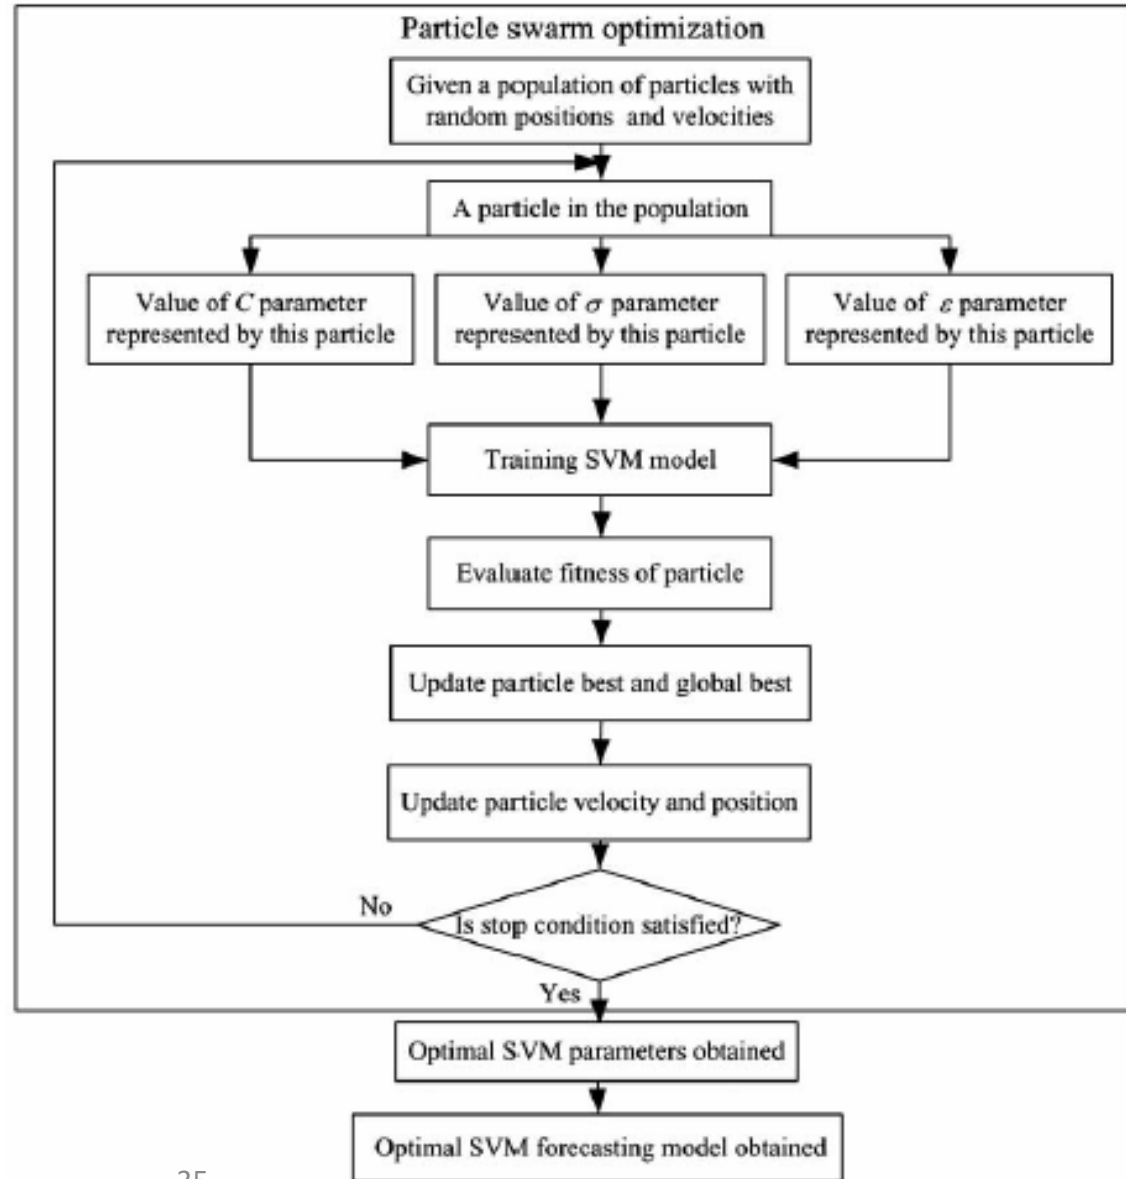 Particle swarm optimization
Given a population of particles with
random positions and velocities
A particle in the population
Value of C parameter
represented by this particle
Value of σ parameter
represented by this particle
Value of ε parameter
represented by this particle
Training SVM model
Evaluate fitness of particle
Update particle best and global best
Update particle velocity and position
No
Is stop condition satisfied?
Yes
Optimal SVM parameters obtained
Optimal SVM forecasting model obtained